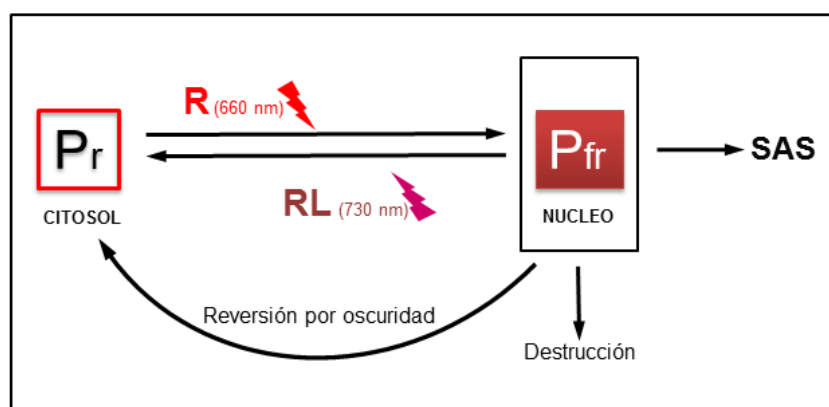 R (660 nm)
Pr
Pfr
SAS
CITOSOL
RL (730 nm)
NUCLEO
Reversión por oscuridad
Destrucción